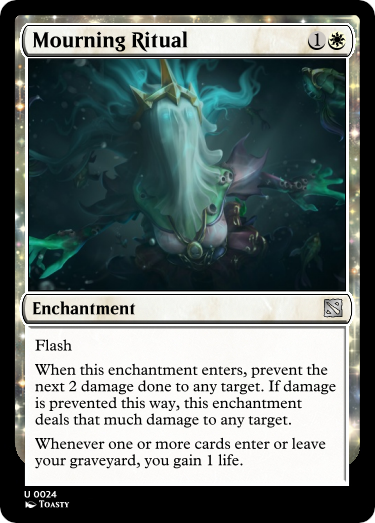 Mourning Ritual 1
Enchantment
Flash
When this enchantment enters, prevent the
next 2 damage done to any target. If damage
is prevented this way, this enchantment
deals that much damage to any target.
Whenever one or more cards enter or leave
your graveyard, you gain 1 life.
U 0024
Toasty